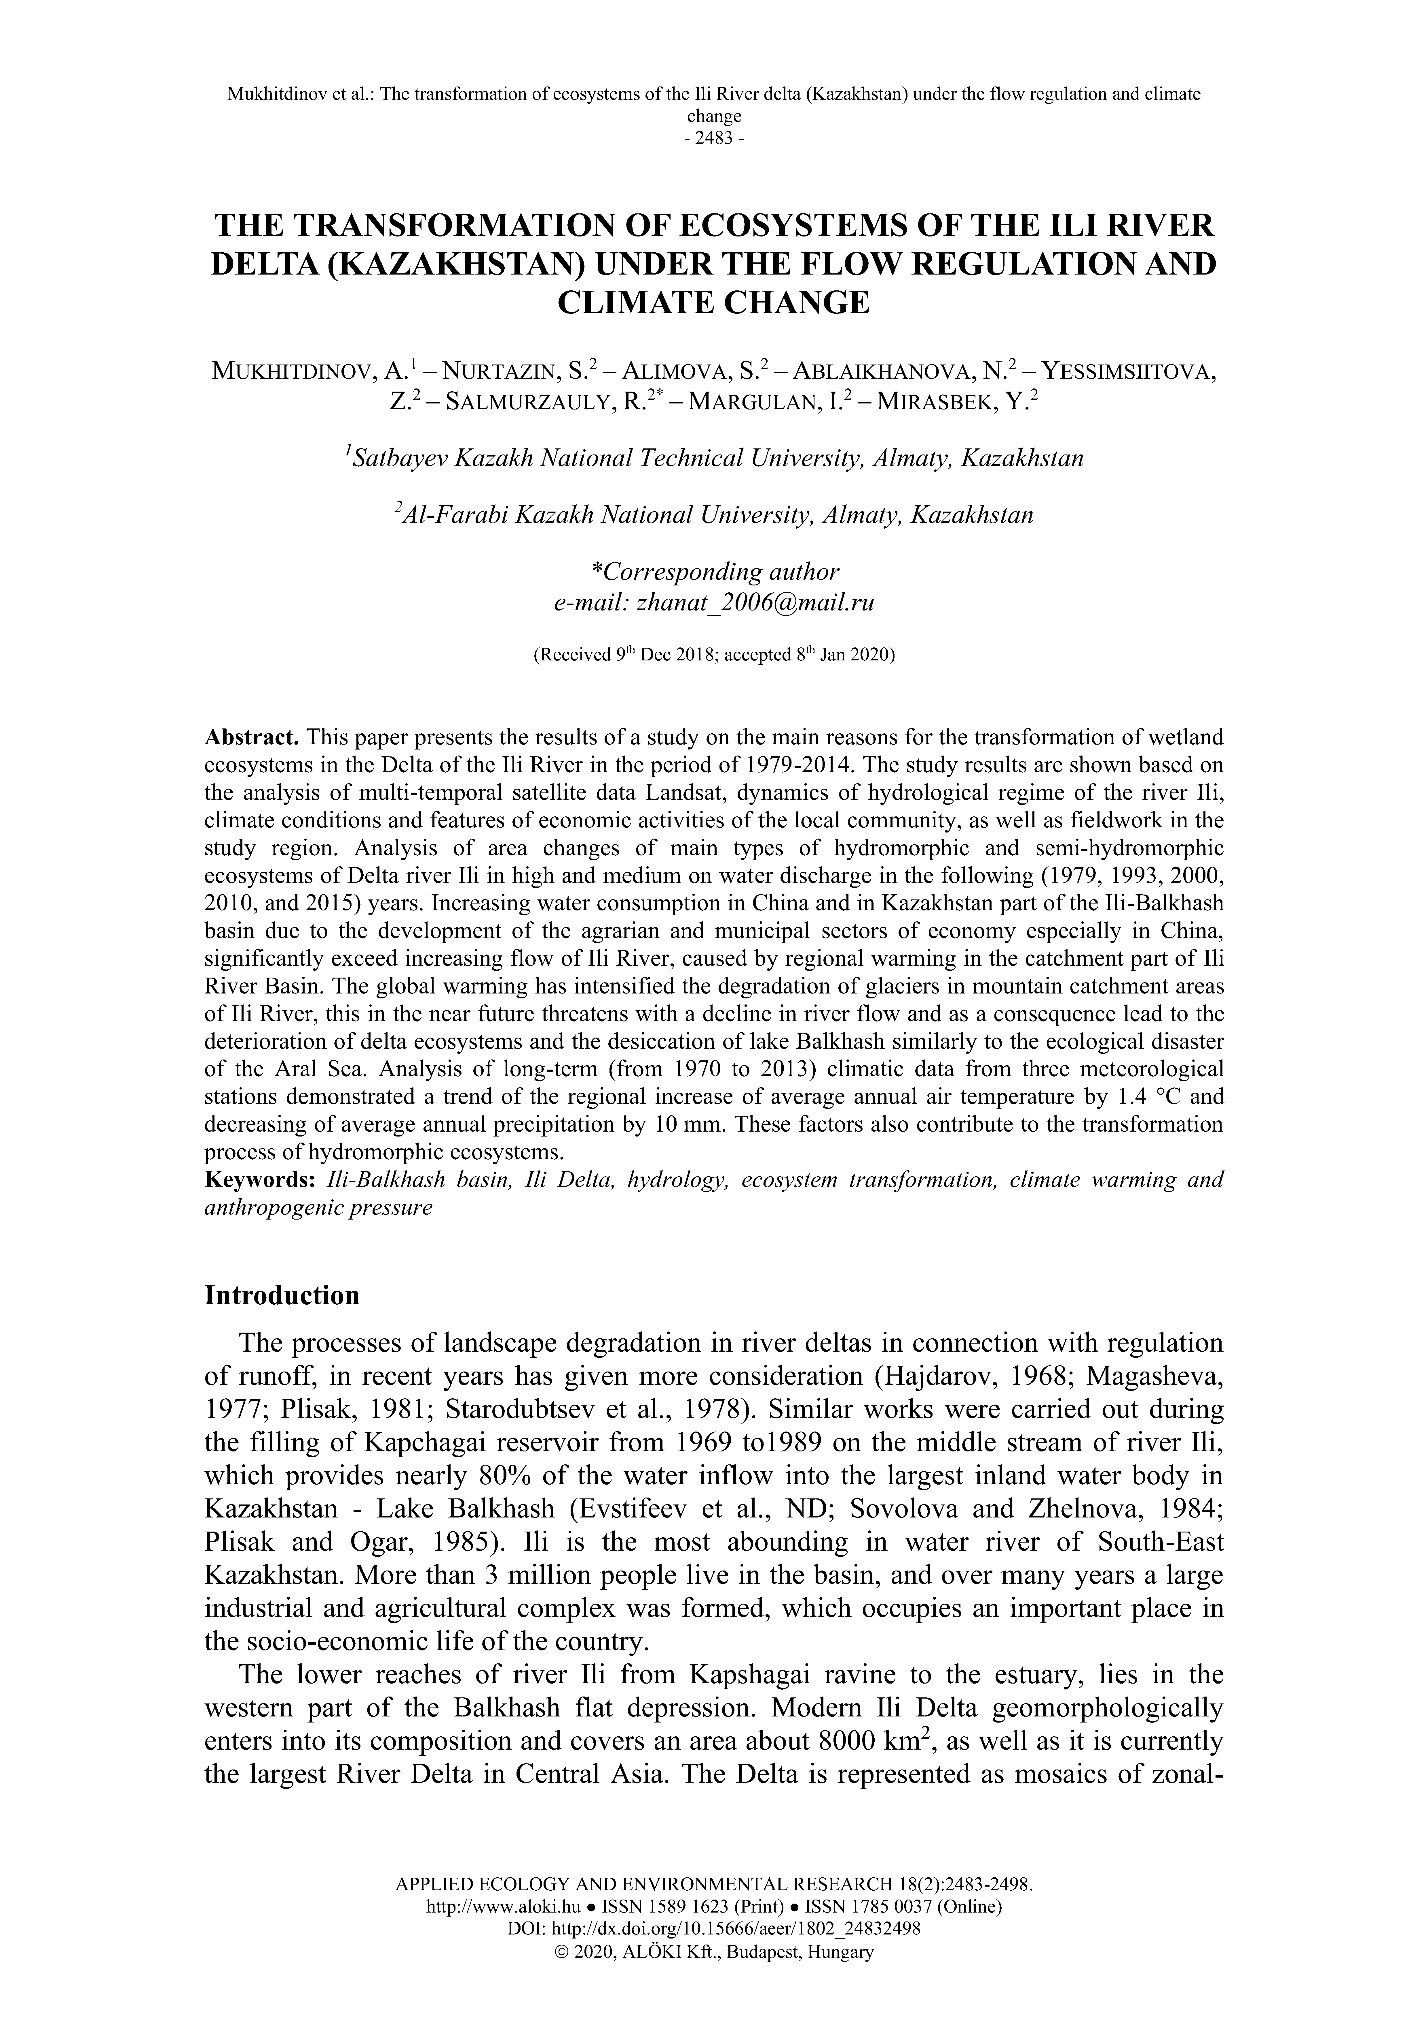 Mukhitdinov et al.: The transformation of ecosystems of the Ili River delta (Kazakhstan) under the flow regulation and climate
change
- 2483 -
THE TRANSFORMATION OF ECOSYSTEMS OF THE ILI RIVER
DELTA (KAZAKHSTAN) UNDER THE FLOW REGULATION AND
CLIMATE CHANGE
MUKHITDINOV, A.¹ – NURTAZIN, S.² – ALIMOVA, S.² – ABLAIKHANOVA, N.² – YESSIMSIITOVA,
Z.² – SALMURZAULY, R.²* – MARGULAN, I.² – MIRASBEK, Y.²
¹Satbayev Kazakh National Technical University, Almaty, Kazakhstan
²Al-Farabi Kazakh National University, Almaty, Kazakhstan
*Corresponding author
e-mail: zhanat_2006@mail.ru
(Received 9th Dec 2018; accepted 8th Jan 2020)
Abstract. This paper presents the results of a study on the main reasons for the transformation of wetland
ecosystems in the Delta of the Ili River in the period of 1979-2014. The study results are shown based on
the analysis of multi-temporal satellite data Landsat, dynamics of hydrological regime of the river Ili,
climate conditions and features of economic activities of the local community, as well as fieldwork in the
study region. Analysis of area changes of main types of hydromorphic and semi-hydromorphic
ecosystems of Delta river Ili in high and medium on water discharge in the following (1979, 1993, 2000,
2010, and 2015) years. Increasing water consumption in China and in Kazakhstan part of the Ili-Balkhash
basin due to the development of the agrarian and municipal sectors of economy especially in China,
significantly exceed increasing flow of Ili River, caused by regional warming in the catchment part of Ili
River Basin. The global warming has intensified the degradation of glaciers in mountain catchment areas
of Ili River, this in the near future threatens with a decline in river flow and as a consequence lead to the
deterioration of delta ecosystems and the desiccation of lake Balkhash similarly to the ecological disaster
of the Aral Sea. Analysis of long-term (from 1970 to 2013) climatic data from three meteorological
stations demonstrated a trend of the regional increase of average annual air temperature by 1.4 °C and
decreasing of average annual precipitation by 10 mm. These factors also contribute to the transformation
process of hydromorphic ecosystems.
Keywords: Ili-Balkhash basin, Ili Delta, hydrology, ecosystem transformation, climate warming and
anthropogenic pressure
Introduction
The processes of landscape degradation in river deltas in connection with regulation
of runoff, in recent years has given more consideration (Hajdarov, 1968; Magasheva,
1977; Plisak, 1981; Starodubtsev et al., 1978). Similar works were carried out during
the filling of Kapchagai reservoir from 1969 to1989 on the middle stream of river Ili,
which provides nearly 80% of the water inflow into the largest inland water body in
Kazakhstan - Lake Balkhash (Evstifeev et al., ND; Sovolova and Zhelnova, 1984;
Plisak and Ogar, 1985). Ili is the most abounding in water river of South-East
Kazakhstan. More than 3 million people live in the basin, and over many years a large
industrial and agricultural complex was formed, which occupies an important place in
the socio-economic life of the country.
The lower reaches of river Ili from Kapshagai ravine to the estuary, lies in the
western part of the Balkhash flat depression. Modern Ili Delta geomorphologically
enters into its composition and covers an area about 8000 km², as well as it is currently
the largest River Delta in Central Asia. The Delta is represented as mosaics of zonal-
APPLIED ECOLOGY AND ENVIRONMENTAL RESEARCH 18(2):2483-2498.
http://www.aloki.hu ● ISSN 1589 1623 (Print) ● ISSN 1785 0037 (Online)
DOI: http://dx.doi.org/10.15666/aeer/1802_24832498
© 2020, ALÖKI Kft., Budapest, Hungary